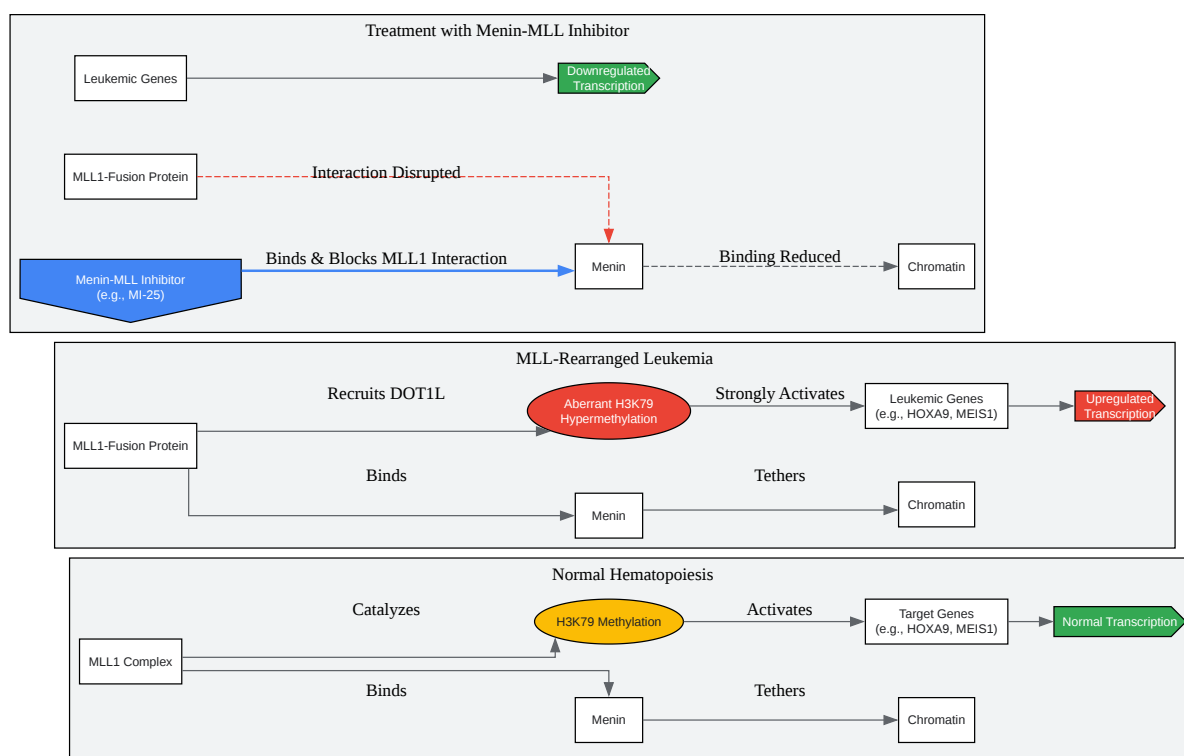 Treatment with Menin-MLL Inhibitor
Leukemic Genes
Downregulated
Transcription
MLL1-Fusion Protein
Interaction Disrupted
Menin-MLL Inhibitor
(e.g., MI-25)
Binds & Blocks MLL1 Interaction
Menin
Binding Reduced
Chromatin
MLL-Rearranged Leukemia
MLL1-Fusion Protein
Recruits DOT1L
Aberrant H3K79
Hypermethylation
Strongly Activates
Leukemic Genes
(e.g., HOXA9, MEIS1)
Upregulated
Transcription
Binds
Menin
Tethers
Chromatin
Normal Hematopoiesis
MLL1 Complex
Catalyzes
H3K79 Methylation
Activates
Target Genes
(e.g., HOXA9, MEIS1)
Normal Transcription
Binds
Menin
Tethers
Chromatin